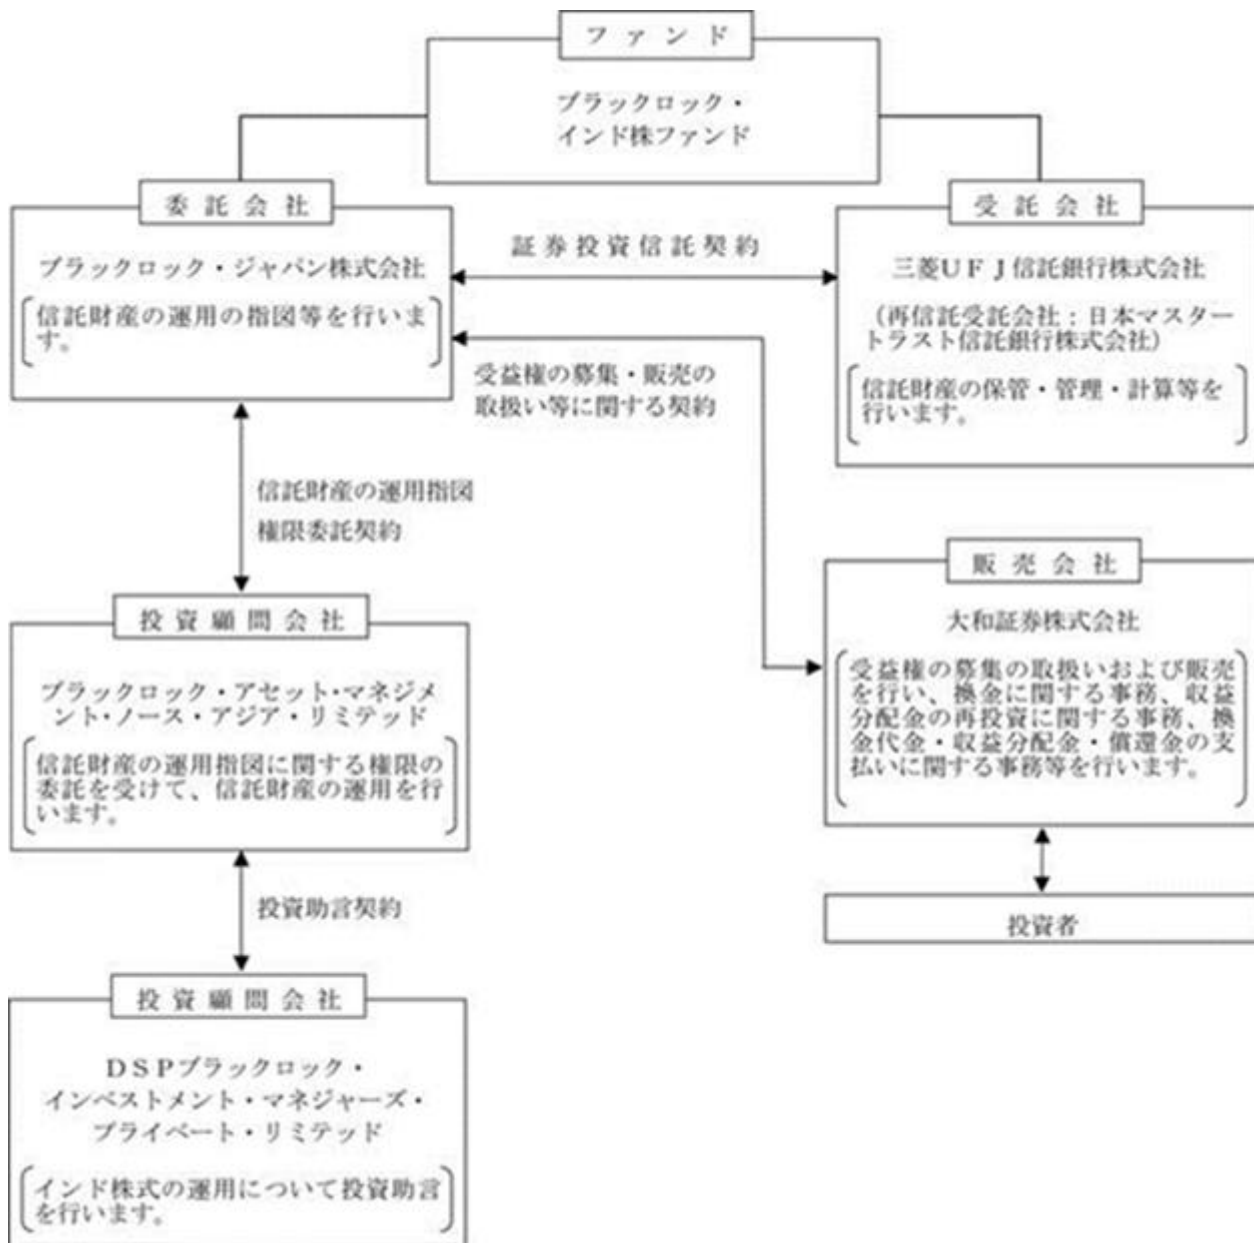 ファンド
ブラックロック・
インド株ファンド
委託会社
ブラックロック・ジャパン株式会社
信託財産の運用の指図等を行いま
す。
証券投資信託契約
受益権の募集・販売の
取扱い等に関する契約
受託会社
三菱UFJ信託銀行株式会社
（再信託受託会社：日本マスター
トラスト信託銀行株式会社）
信託財産の保管・管理・計算等を
行います。
信託財産の運用指図
権限委託契約
投資顧問会社
ブラックロック・アセット・マネジメ
ント・ノース・アジア・リミテッド
信託財産の運用指図に関する権限の
委託を受けて、信託財産の運用を行
います。
販売会社
大和証券株式会社
受益権の募集の取扱いおよび販売
を行い、換金に関する事務、収益
分配金の再投資に関する事務、換
金代金・収益分配金・償還金の支
払いに関する事務等を行います。
投資者
投資助言契約
投資顧問会社
DSPブラックロック・
インベストメント・マネジャーズ・
プライベート・リミテッド
インド株式の運用について投資助言
を行います。